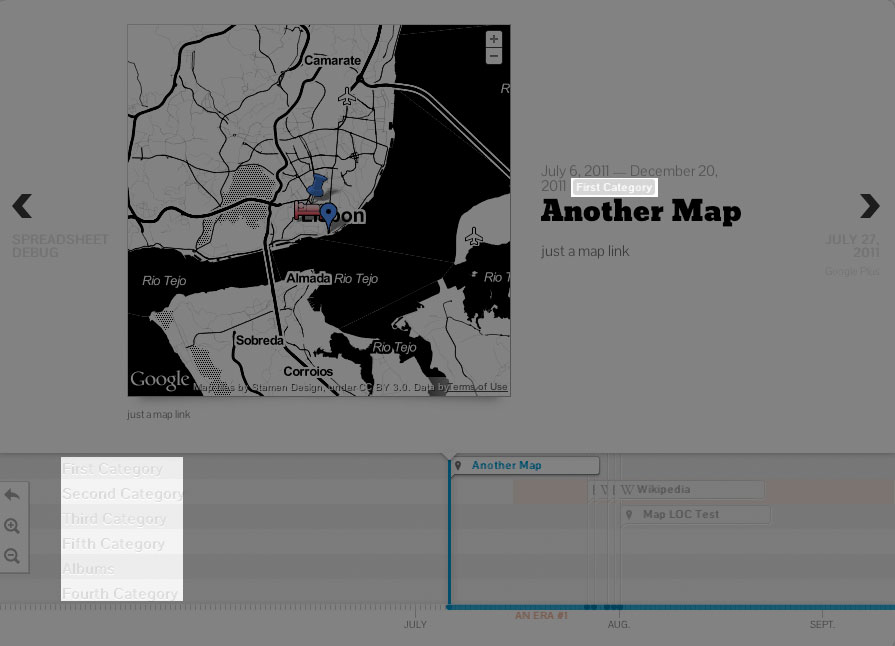 Camarate
+
−
R
July 6, 2011 — December 20,
2011 First Category
Another Map
Lisbon
SPREADSHEET
DEBUG
JULY 27,
2011
just a map link
Google Plus
Rio Tejo
Almada Rio Tejo
Rio T
Sobreda
Rio Tejo
Corroios
Google
Map tiles by Stamen Design, under CC BY 3.0. Data by Terms of Use
just a map link
First Category
Another Map
Second Category
W Wikipedia
Third Category
Map LOC Test
Fifth Category
Albums
Fourth Category
AN ERA #1
JULY
AUG.
SEPT.